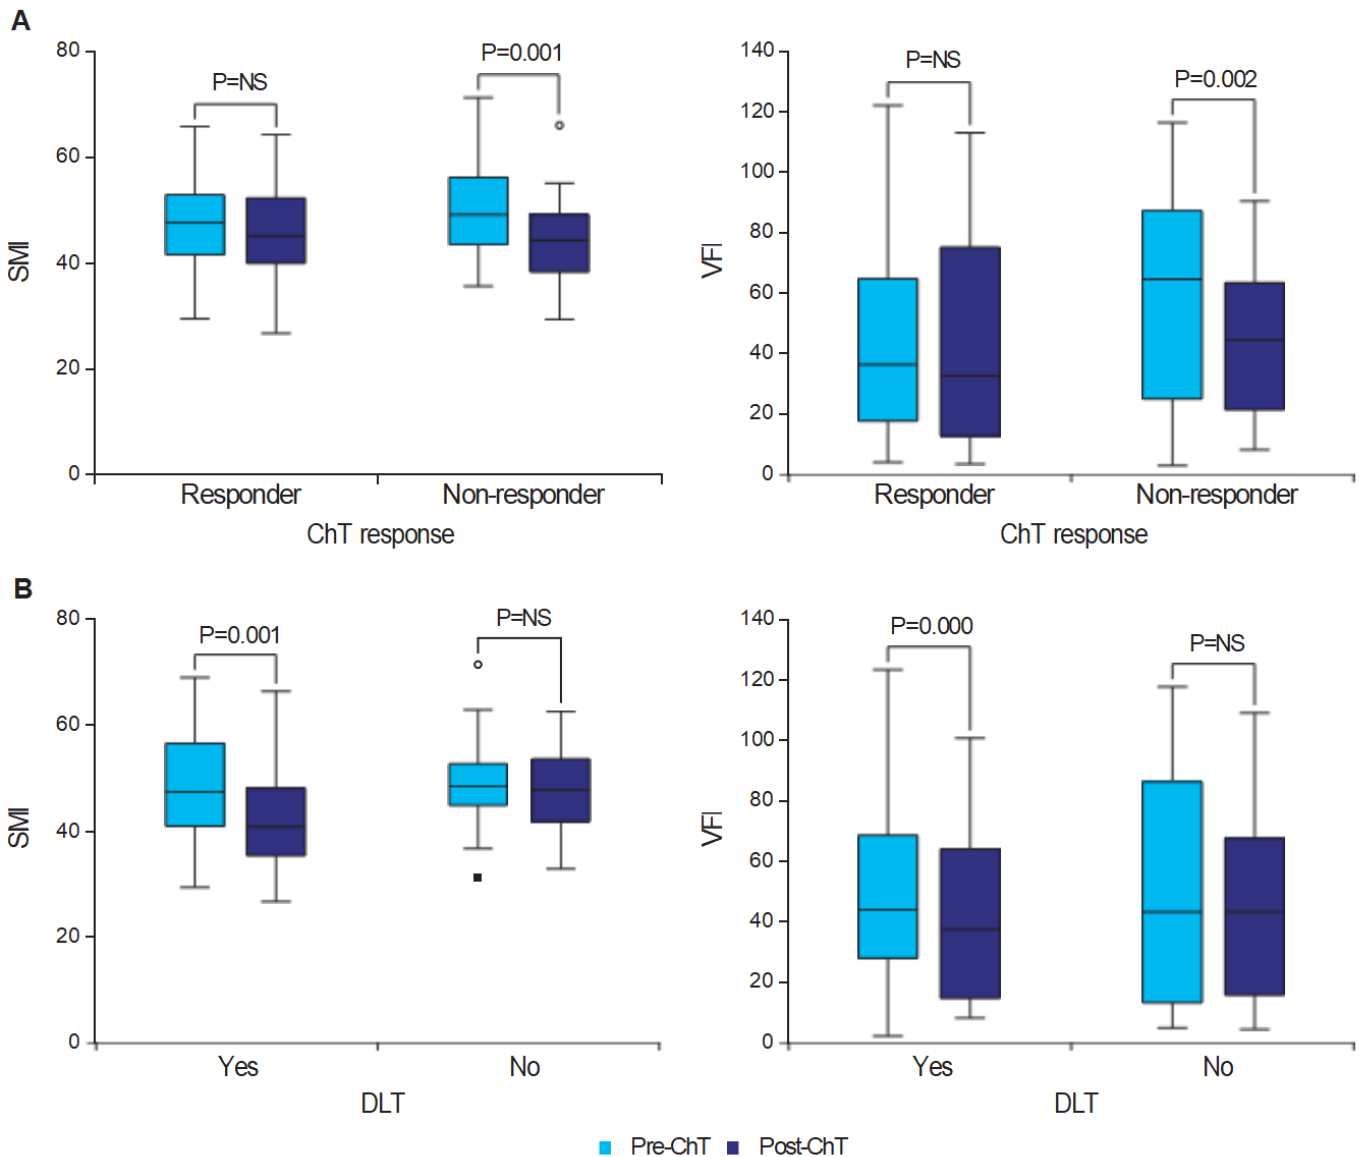 A
SMI
80
60
40
20
0
P=NS
P=0.001
Responder
Non-responder
ChT response
VFI
140
120
100
80
60
40
20
0
P=NS
P=0.002
Responder
Non-responder
ChT response
B
SMI
80
60
40
20
0
P=0.001
P=NS
Yes
No
DLT
VFI
140
120
100
80
60
40
20
0
P=0.000
P=NS
Yes
No
DLT
Pre-ChT Post-ChT